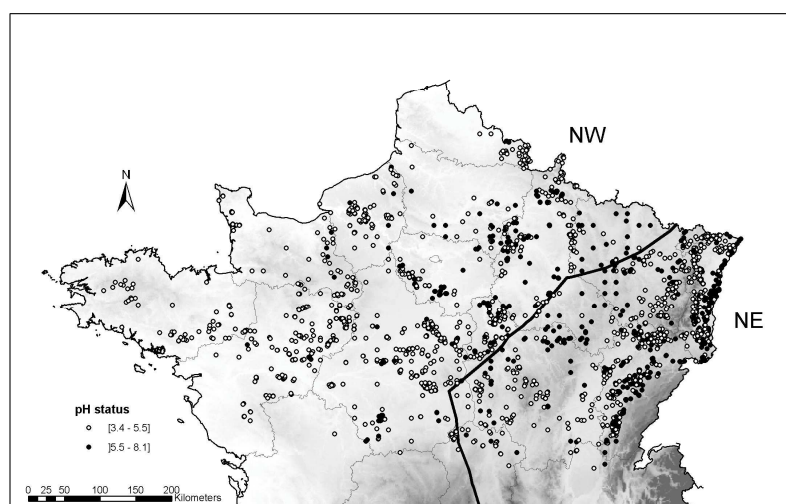 NW
N
NE
pH status
[3.4 - 5.5]
]5.5 - 8.1]
0 25 50 100 150 200
Kilometers